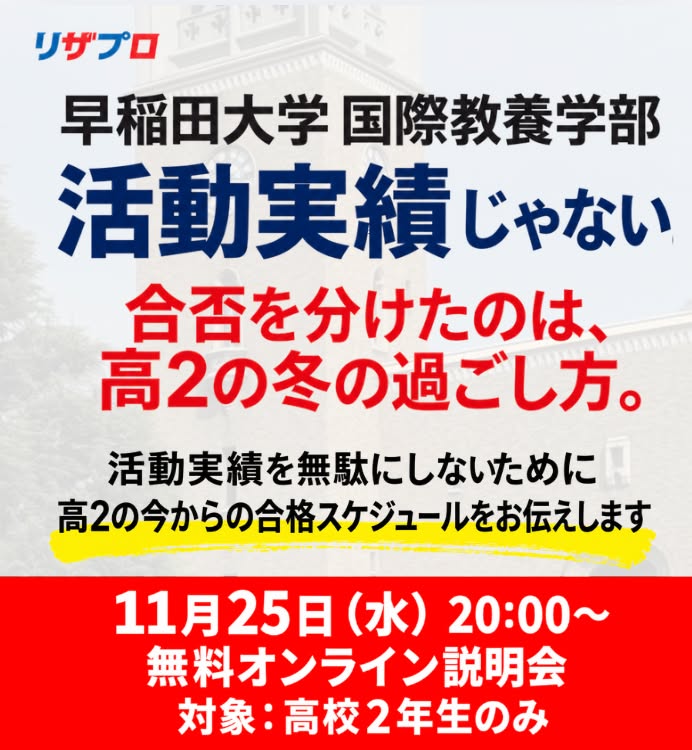 リザプロ
早稲田大学 国際教養学部
活動実績じゃない
合否を分けたのは、
高2の冬の過ごし方。
活動実績を無駄にしないために
高2の今からの合格スケジュールをお伝えします
11月25日（水）20:00〜
無料オンライン説明会
対象：高校２年生のみ